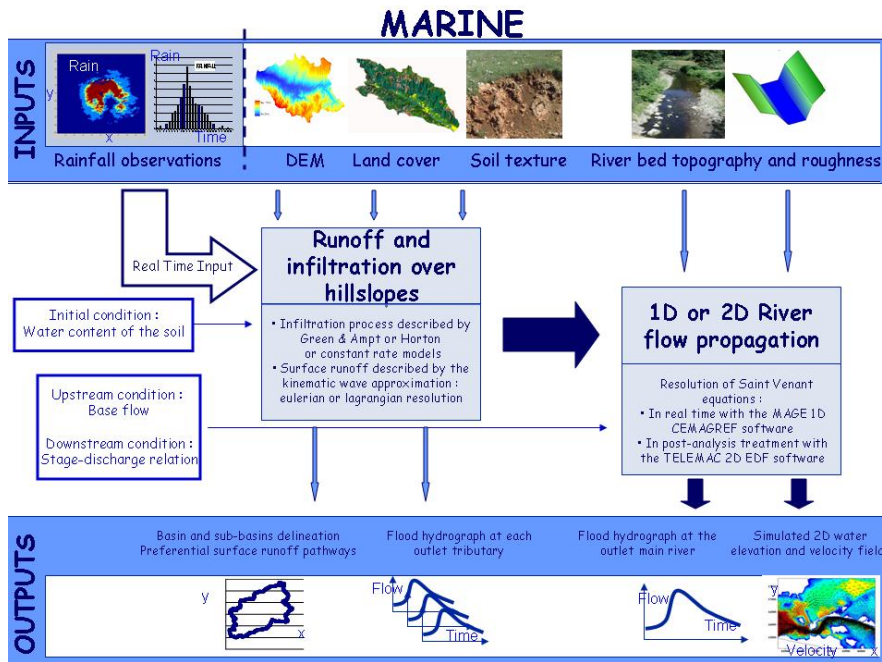 MARINE
INPUTS
Rain
y
x
Rain
RAINFALL
Time
Rainfall observations
DEM
Land cover
Soil texture
River bed topography and roughness
Real Time Input
Runoff and
infiltration over
hillslopes
• Infiltration process described by
Green & Ampt or Horton
or constant rate models
• Surface runoff described by the
kinematic wave approximation :
eulerian or lagrangian resolution
Initial condition :
Water content of the soil
Upstream condition :
Base flow
Downstream condition :
Stage-discharge relation
1D or 2D River
flow propagation
Resolution of Saint Venant
equations :
• In real time with the MAGE 1D
CEMAGREF software
• In post-analysis treatment with
the TELEMAC 2D EDF software
OUTPUTS
Basin and sub-basins delineation
Preferential surface runoff pathways
y
x
Flood hydrograph at each
outlet tributary
Flow
Time
Flood hydrograph at the
outlet main river
Flow
Time
Simulated 2D water
elevation and velocity field
y
Velocity
x